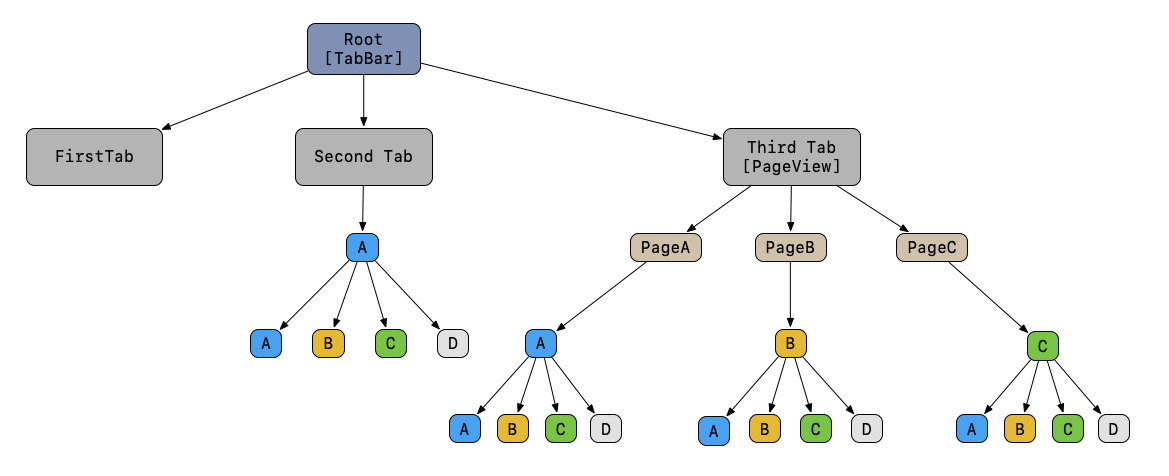 Root
[TabBar]
FirstTab
Second Tab
Third Tab
[PageView]
A
PageA
PageB
PageC
A
B
C
D
A
B
C
A
B
C
D
A
B
C
D
A
B
C
D